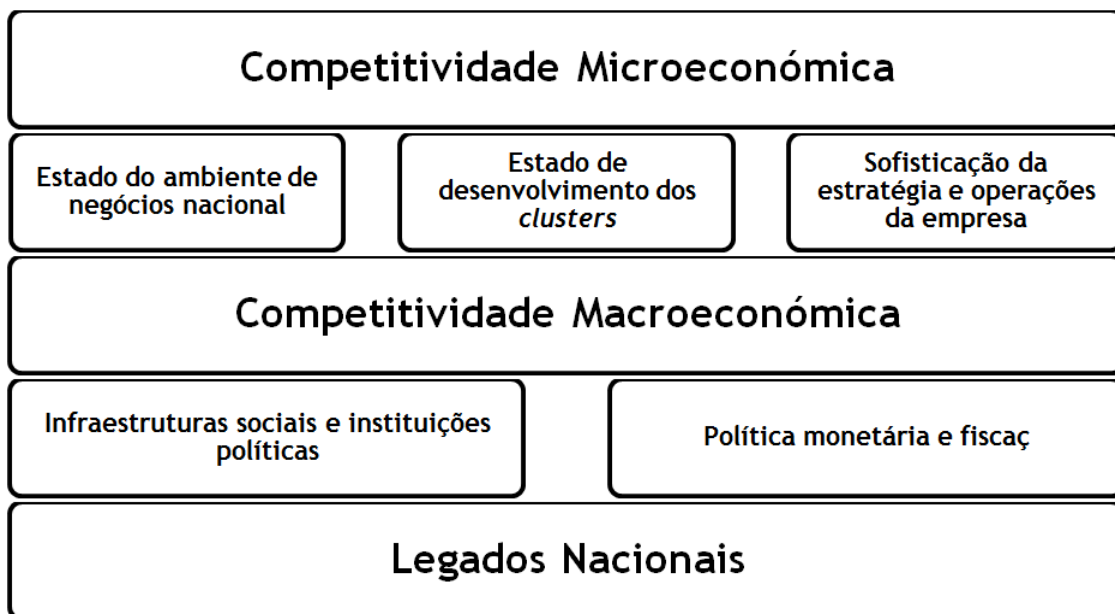 Competitividade Microeconómica
Estado do ambiente de
negócios nacional
Estado de
desenvolvimento dos
clusters
Sofisticação da
estratégia e operações
da empresa
Competitividade Macroeconómica
Infraestruturas sociais e instituições
políticas
Política monetária e fiscaç
Legados Nacionais